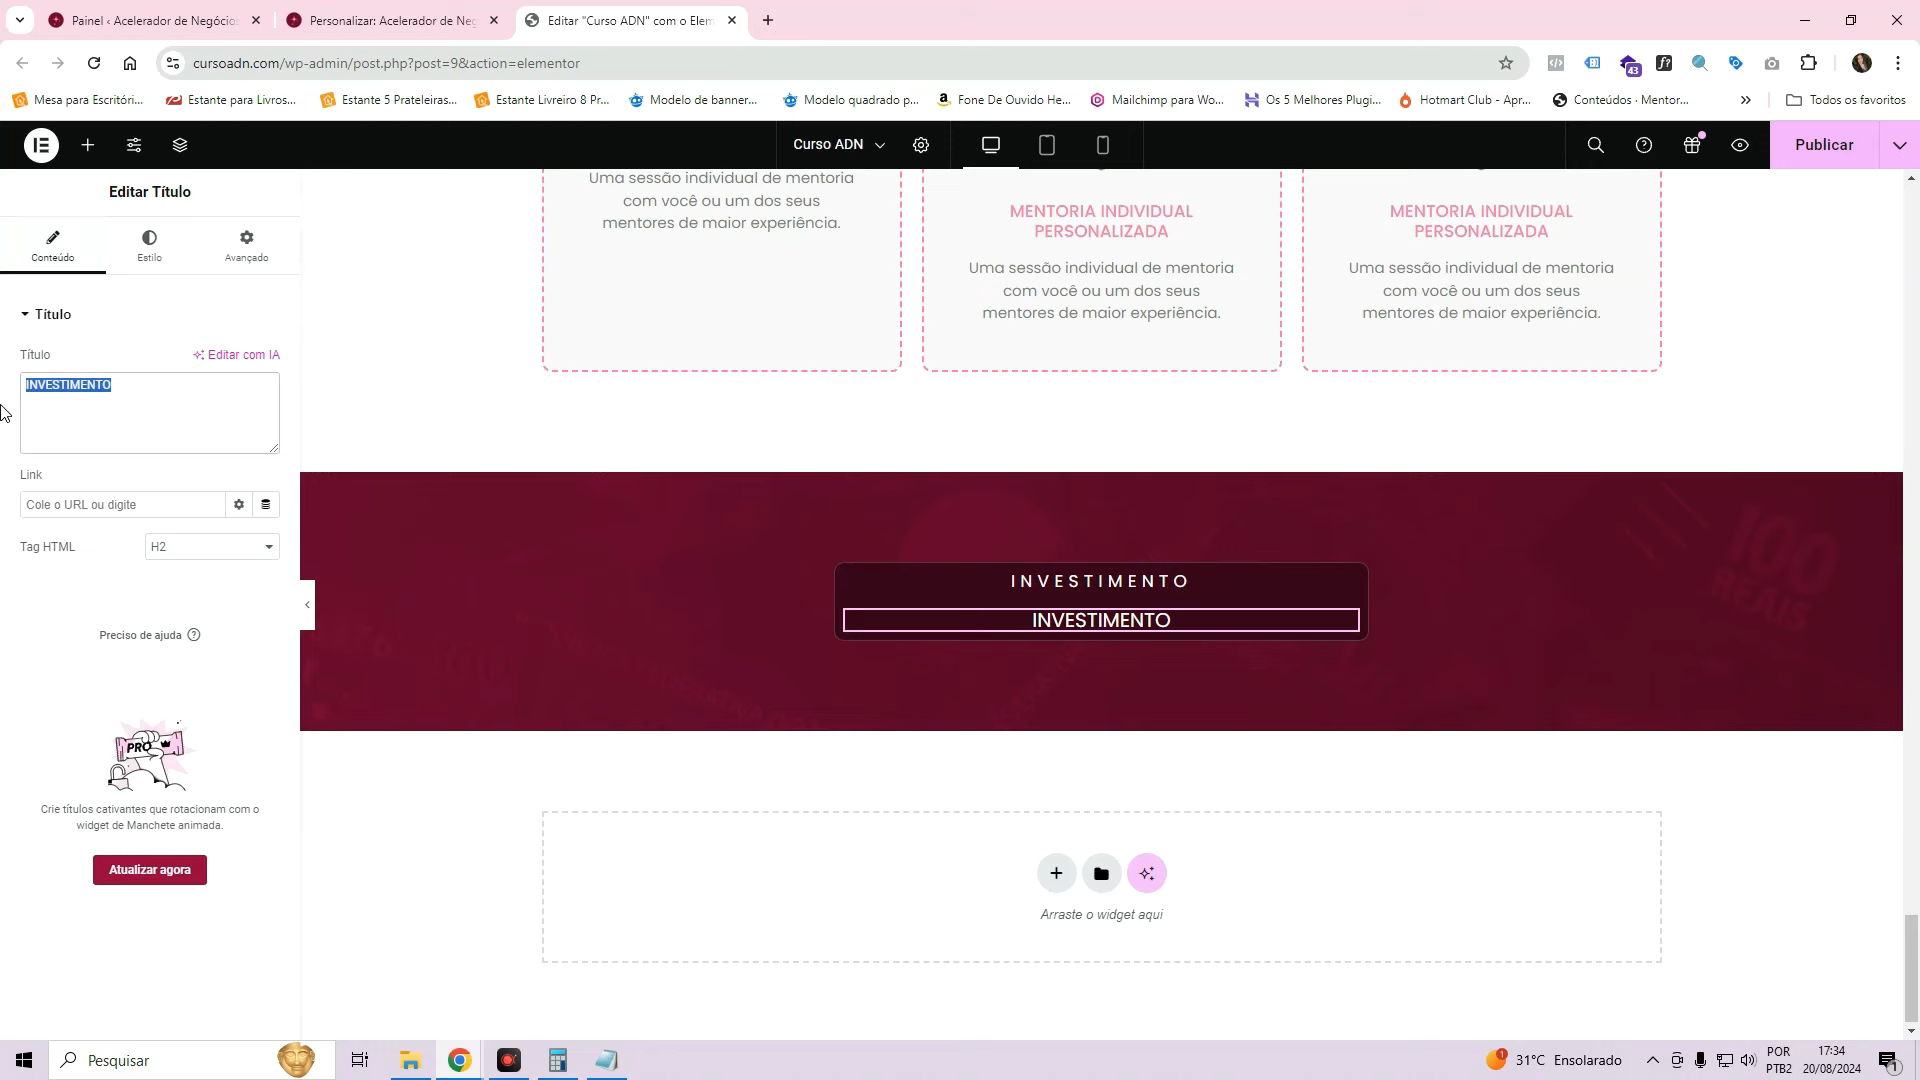 Painel ‹ Acelerador de Negócios
Personalizar: Acelerador de Neg
Editar "Curso ADN" com o Elem
cursoadn.com/wp-admin/post.php?post=9&action=elementor
43
Mesa para Escritóri...
Estante para Livros...
Estante 5 Prateleiras...
Estante Livreiro 8 Pr...
Modelo de banner...
Modelo quadrado p...
Fone De Ouvido He...
Mailchimp para Wo...
Os 5 Melhores Plugi...
Hotmart Club - Apr...
Conteúdos · Mentor...
Todos os favoritos
Curso ADN
Publicar
Editar Título
Conteúdo
Estilo
Avançado
Título
Título
Editar com IA
INVESTIMENTO
Link
Cole o URL ou digite
Tag HTML
H2
Preciso de ajuda
PRO
Crie títulos cativantes que rotacionam com o
widget de Manchete animada.
Atualizar agora
Uma sessão individual de mentoria
com você ou um dos seus
mentores de maior experiência.
MENTORIA INDIVIDUAL
PERSONALIZADA
Uma sessão individual de mentoria
com você ou um dos seus
mentores de maior experiência.
MENTORIA INDIVIDUAL
PERSONALIZADA
Uma sessão individual de mentoria
com você ou um dos seus
mentores de maior experiência.
100
REAIS
INVESTIMENTO
INVESTIMENTO
Arraste o widget aqui
Pesquisar
1
31°C Ensolarado
POR
PTB2
17:34
20/08/2024
1